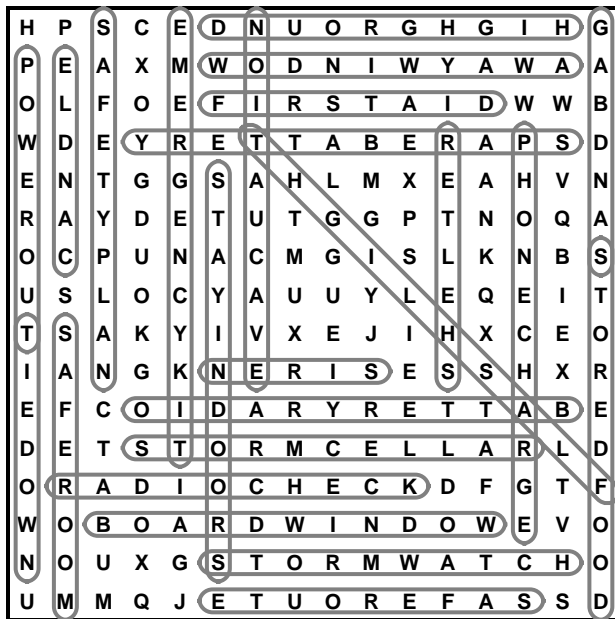 H P S C E D N U O R G H G I H G
P E A X M W O D N I W Y A W A A
O L F O E F I R S T A I D W W B
W D E Y R E T T A B E R A P S D
E N T G G S A H L M X E A H V N
R A Y D E T U T G G P T N O Q A
O C P U N A C M G I S L K N B S
U S L O C Y A U U Y L E Q E I T
T S A K Y I V X E J I H X C E O
I A N G K N E R I S E S S H X R
E F C O I D A R Y R E T T A B E
D E T S T O R M C E L L A R L D
O R A D I O C H E C K D F G T F
W O B O A R D W I N D O W E V O
N O U X G S T O R M W A T C H O
U M M Q J E T U O R E F A S S D